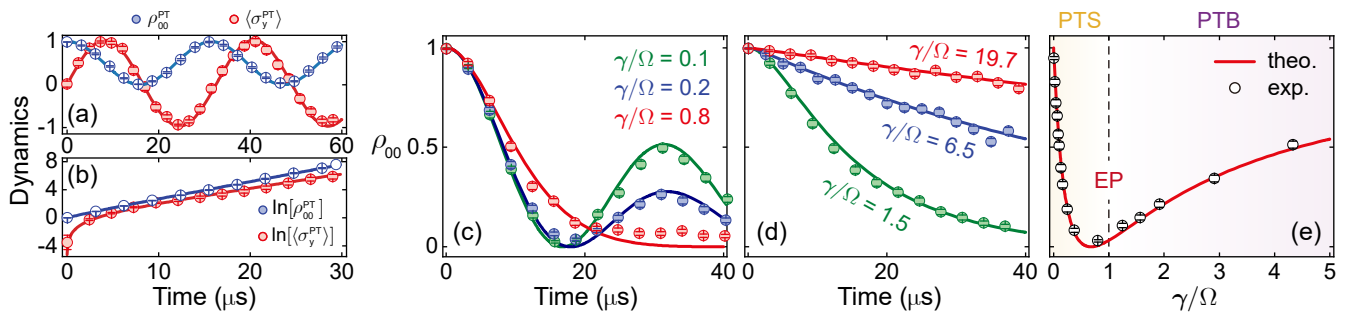 ρ₀₀^PT ⟨σ_y^PT⟩
Dynamics
1
0
-1
(a)
0 20 40 60
8
4
0
-4
(b)
ln[ρ₀₀^PT]
ln[⟨σ_y^PT⟩]
0 10 20 30
Time (μs)
ρ₀₀
1
0.5
0
γ/Ω = 0.1
γ/Ω = 0.2
γ/Ω = 0.8
(c)
0 20 40
Time (μs)
γ/Ω = 19.7
γ/Ω = 6.5
γ/Ω = 1.5
(d)
0 20 40
Time (μs)
PTS PTB
theo.
exp.
EP
(e)
0 1 2 3 4 5
γ/Ω